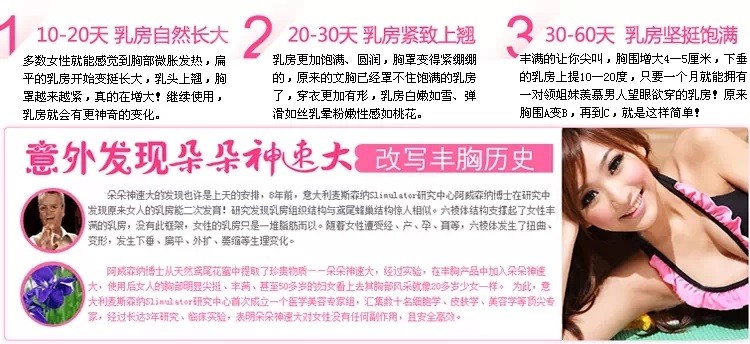 1 10-20天 乳房自然长大
多数女性就能感觉到胸部微胀发热，扁
平的乳房开始变挺长大，乳头上翘，胸
罩越来越紧，真的在增大！继续使用，
乳房就会有更神奇的变化。
2 20-30天 乳房紧致上翘
乳房更加饱满、圆润，胸罩变得紧绷绷
的，原来的文胸已经罩不住饱满的乳房
了，穿衣更加有形，乳房白嫩如雪、弹
滑如丝乳晕粉嫩性感如桃花。
3 30-60天 乳房坚挺饱满
丰满的让你尖叫，胸围增大4—5厘米，下垂
的乳房上提10—20度，只要一个月就能拥有
一对领姐妹羡慕男人望眼欲穿的乳房！原来
胸围A变B，再到C，就是这样简单！
意外发现朵朵神速大 改写丰胸历史
朵朵神速大的发现也许是上天的安排，8年前，意大利麦斯森纳Slimulator研究中心阿威森纳博士在研究中
发现原来女人的乳房能二次发育！研究发现乳房组织结构与鸢尾蜂巢结构惊人相似。六棱体结构支撑起了女性丰
满的乳房，没有此框架，女性的乳房只是一堆脂肪而以。随着女性遭受经、产、孕、育等，六棱体发生了扭曲、
变形，发生下垂、扁平、外扩、萎缩等生理变化。
阿威森纳博士从天然鸢尾花蜜中提取了珍贵物质——朵朵神速大，经过实验，在丰胸产品中加入朵朵神速
大，使用后女人的胸部明显尖挺、丰满、甚至50多岁的妇女看上去其胸部风采就像20多岁少女一样。 为此，意
大利麦斯森纳Slimulator研究中心首次成立一个医学美容专家组，汇集数十名细胞学、皮肤学、美容学等顶尖专
家，经过长达3年研究、临床实验，表明朵朵神速大对女性没有任何副作用，且安全高效。